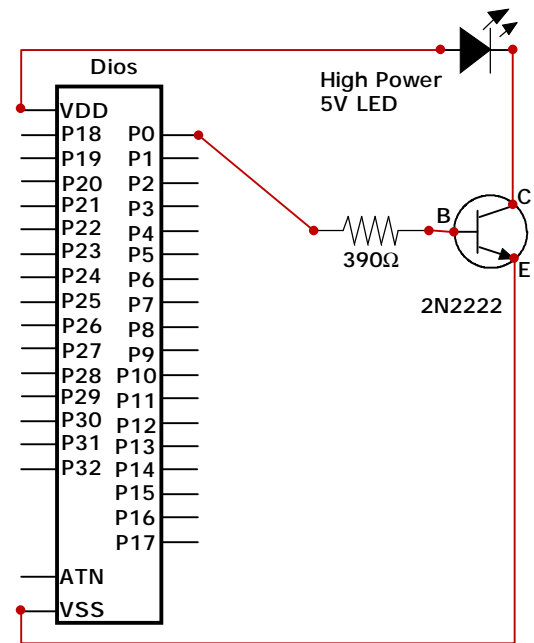 Dios
High Power
5V LED
VDD
P18
P19
P20
P21
P22
P23
P24
P25
P26
P27
P28
P29
P30
P31
P32
ATN
VSS
P0
P1
P2
P3
P4
P5
P6
P7
P8
P9
P10
P11
P12
P13
P14
P15
P16
P17
390Ω
B
C
E
2N2222